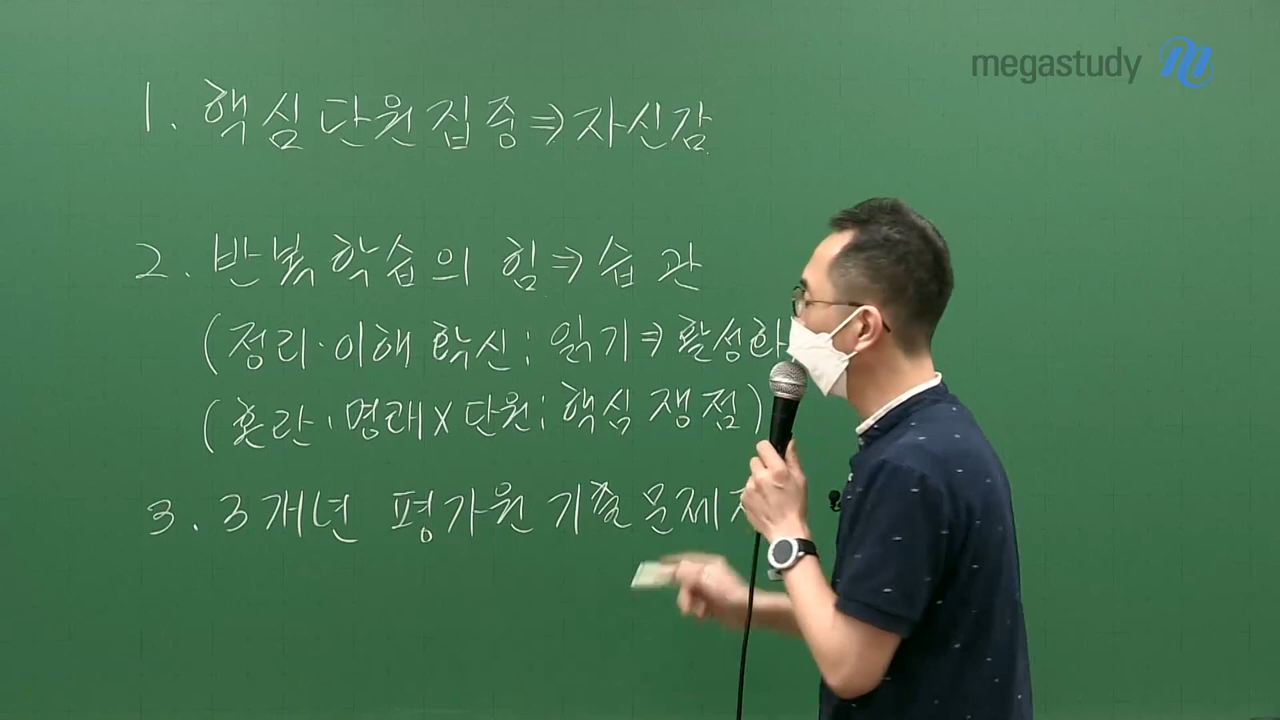 megastudy
1. 핵심단원집중⇒자신감
2. 반복학습의 힘⇒습관
(정리·이해 확신; 읽기⇒활성화
(혼란·명료X단원; 핵심 쟁점)
3. 3개년 평가원 기출문제